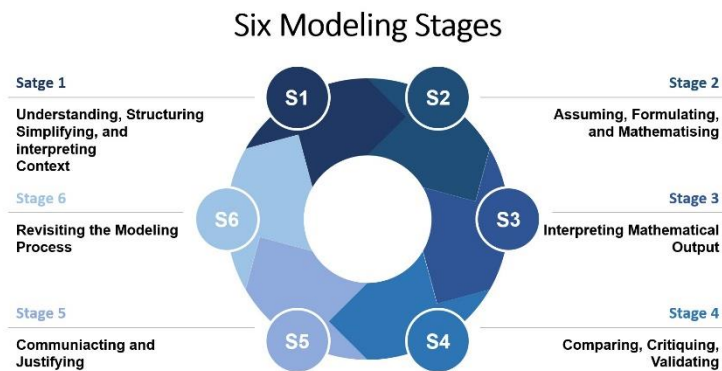 Six Modeling Stages
Satge 1
Understanding, Structuring
Simplifying, and
interpreting
Context
S1
S2
Stage 2
Assuming, Formulating,
and Mathematising
Stage 6
Revisiting the Modeling
Process
S6
S3
Stage 3
Interpreting Mathematical
Output
Stage 5
Communiacting and
Justifying
S5
S4
Stage 4
Comparing, Critiquing,
Validating